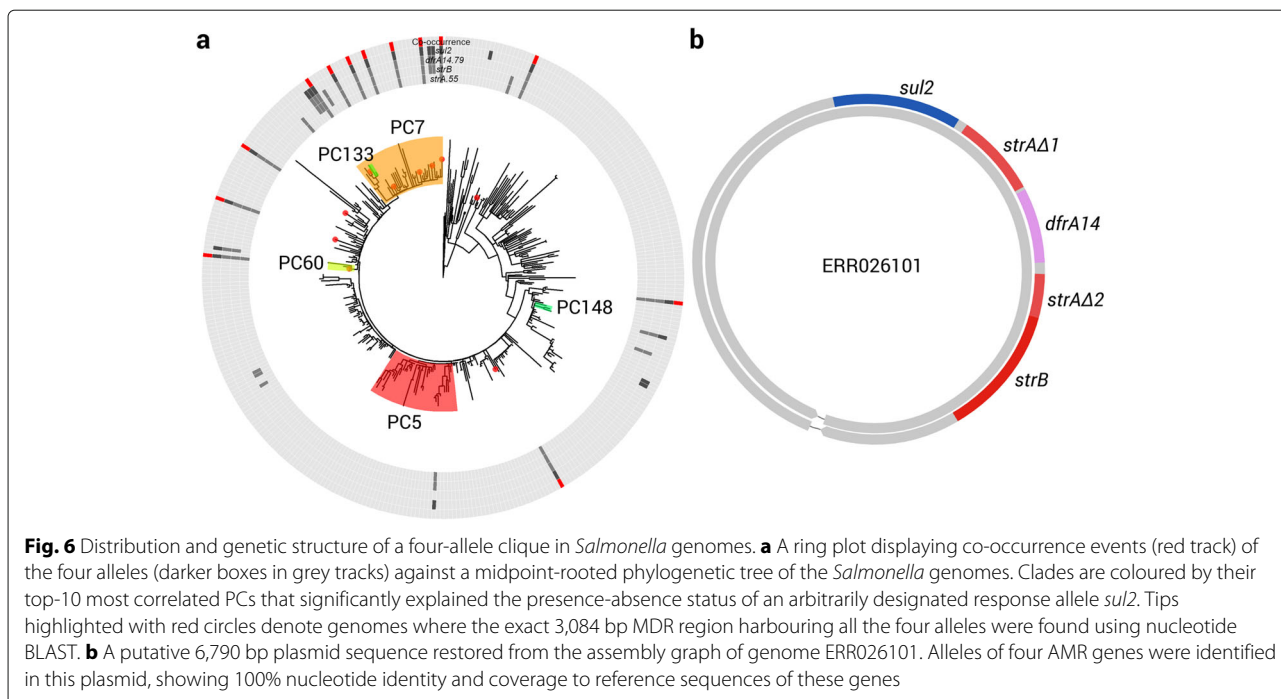 a
Co-occurrence
sul2
dfrA14.79
strB
strA.55
PC7
PC133
PC60
PC148
PC5
b
sul2
strAΔ1
dfrA14
ERR026101
strAΔ2
strB
Fig. 6 Distribution and genetic structure of a four-allele clique in Salmonella genomes. a A ring plot displaying co-occurrence events (red track) of
the four alleles (darker boxes in grey tracks) against a midpoint-rooted phylogenetic tree of the Salmonella genomes. Clades are coloured by their
top-10 most correlated PCs that significantly explained the presence-absence status of an arbitrarily designated response allele sul2. Tips
highlighted with red circles denote genomes where the exact 3,084 bp MDR region harbouring all the four alleles were found using nucleotide
BLAST. b A putative 6,790 bp plasmid sequence restored from the assembly graph of genome ERR026101. Alleles of four AMR genes were identified
in this plasmid, showing 100% nucleotide identity and coverage to reference sequences of these genes